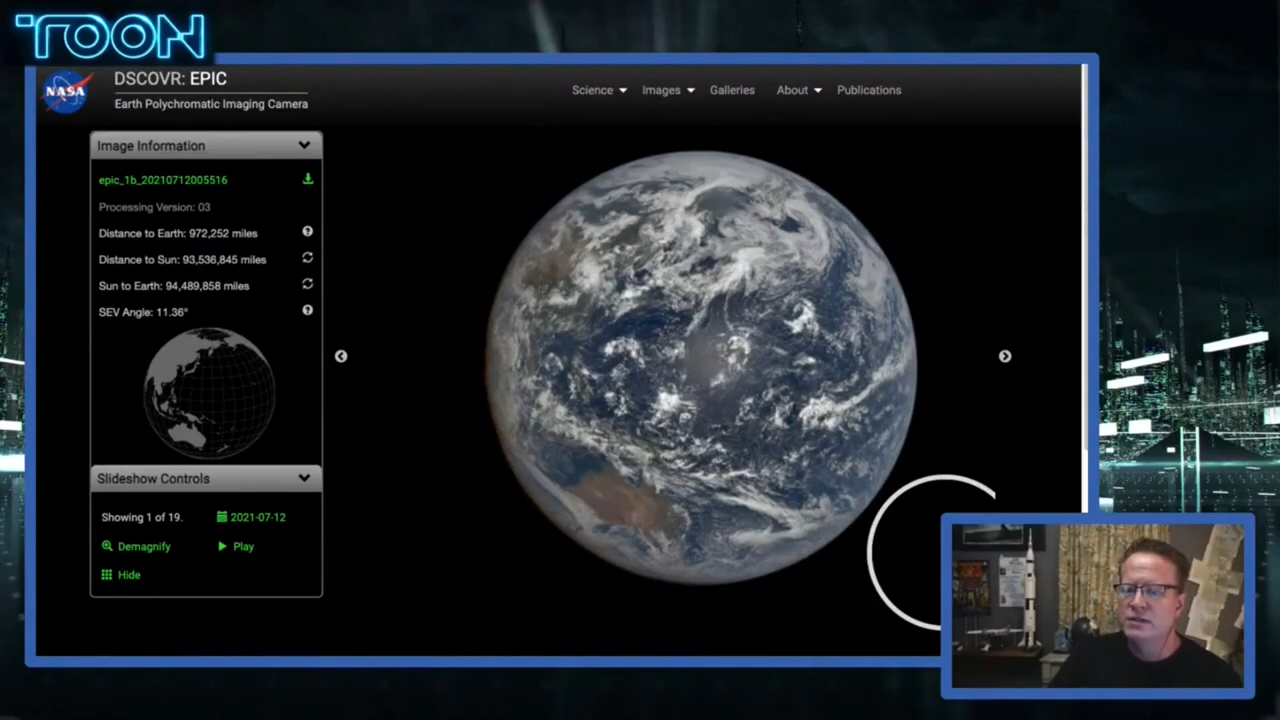 TOON
NASA
DSCOVR: EPIC
Earth Polychromatic Imaging Camera
Science
Images
Galleries
About
Publications
Image Information
epic_1b_20210712005516
Processing Version: 03
Distance to Earth: 972,252 miles
Distance to Sun: 93,536,845 miles
Sun to Earth: 94,489,858 miles
SEV Angle: 11.36°
Slideshow Controls
Showing 1 of 19.
2021-07-12
Demagnify
Play
Hide